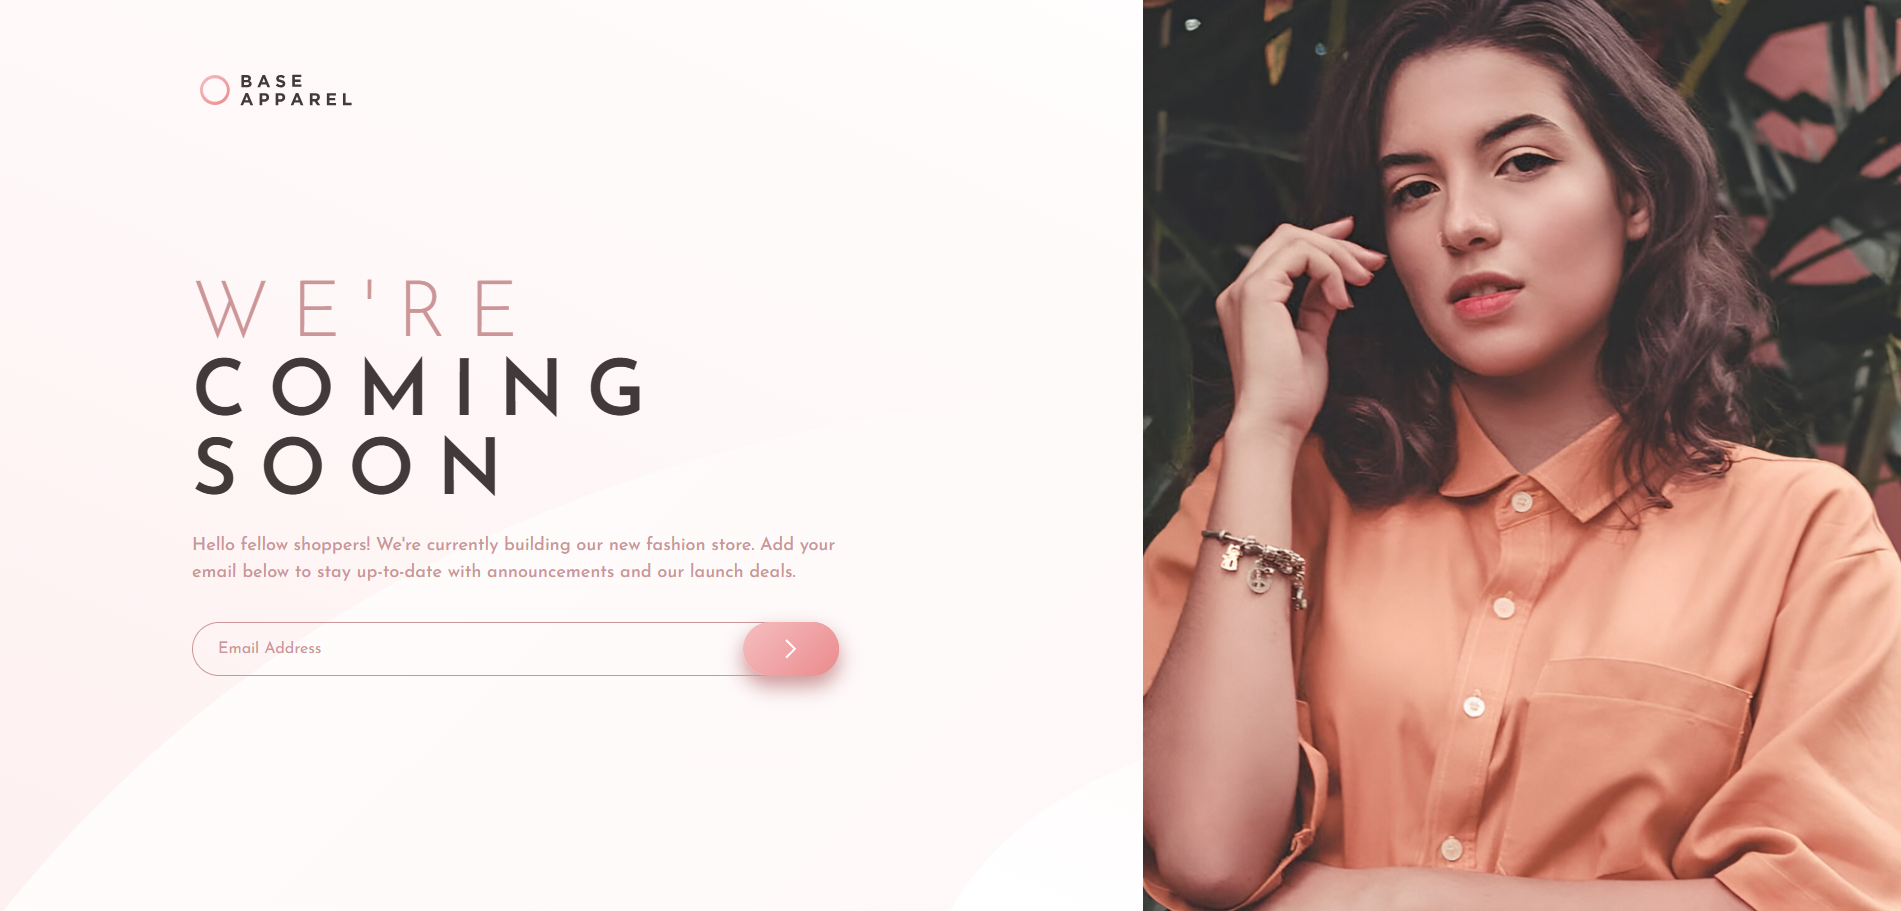 BASE
APPAREL
WE'RE
COMING
SOON
Hello fellow shoppers! We're currently building our new fashion store. Add your
email below to stay up-to-date with announcements and our launch deals.
Email Address